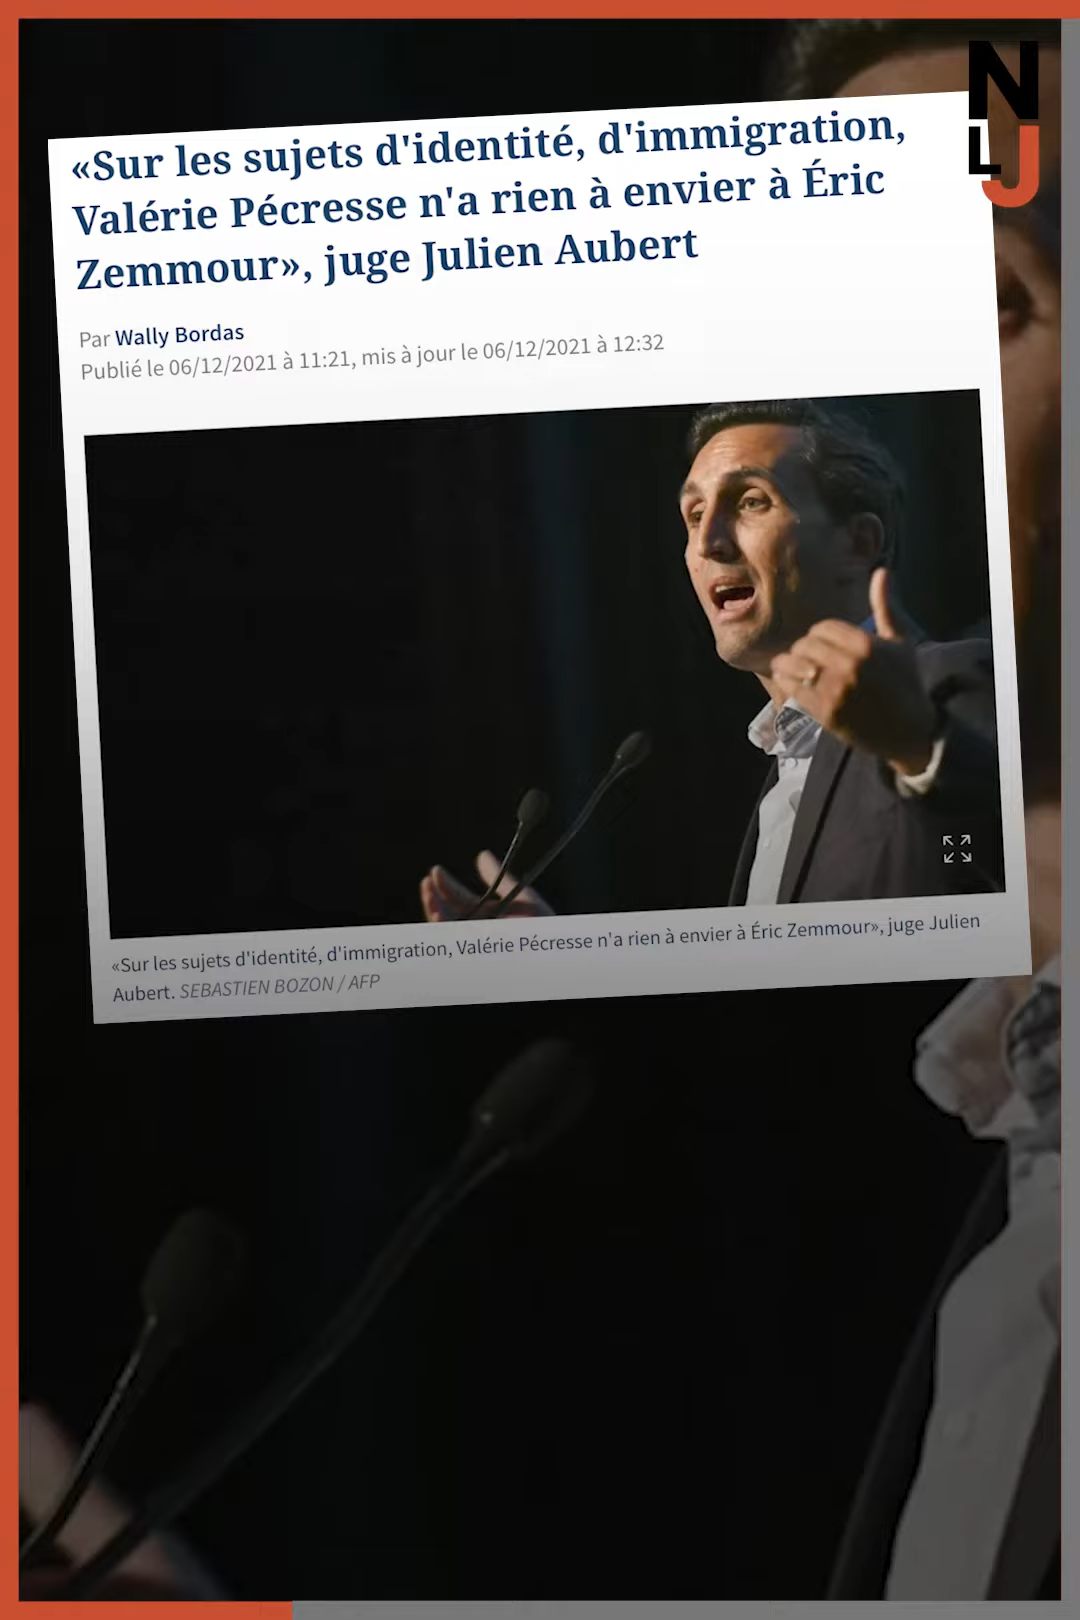 «Sur les sujets d'identité, d'immigration,
Valérie Pécresse n'a rien à envier à Éric
Zemmour», juge Julien Aubert
Par Wally Bordas
Publié le 06/12/2021 à 11:21, mis à jour le 06/12/2021 à 12:32
«Sur les sujets d'identité, d'immigration, Valérie Pécresse n'a rien à envier à Éric Zemmour», juge Julien
Aubert. SEBASTIEN BOZON / AFP
N
LJ